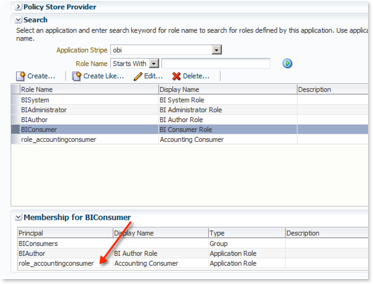 Policy Store Provider
Search
Select an application and enter search keyword for role name to search for roles defined by this application. Use applic
name.
Application Stripe obi
Role Name Starts With
Create... Create Like... Edit... Delete...
Role Name Display Name Description
BISystem BI System Role
BIAdministrator BI Administrator Role
BIAuthor BI Author Role
BIConsumer BI Consumer Role
role_accountingconsumer Accounting Consumer
Membership for BIConsumer
Principal Display Name Type Description
BIConsumers Group
BIAuthor BI Author Role Application Role
role_accountingconsumer Accounting Consumer Application Role